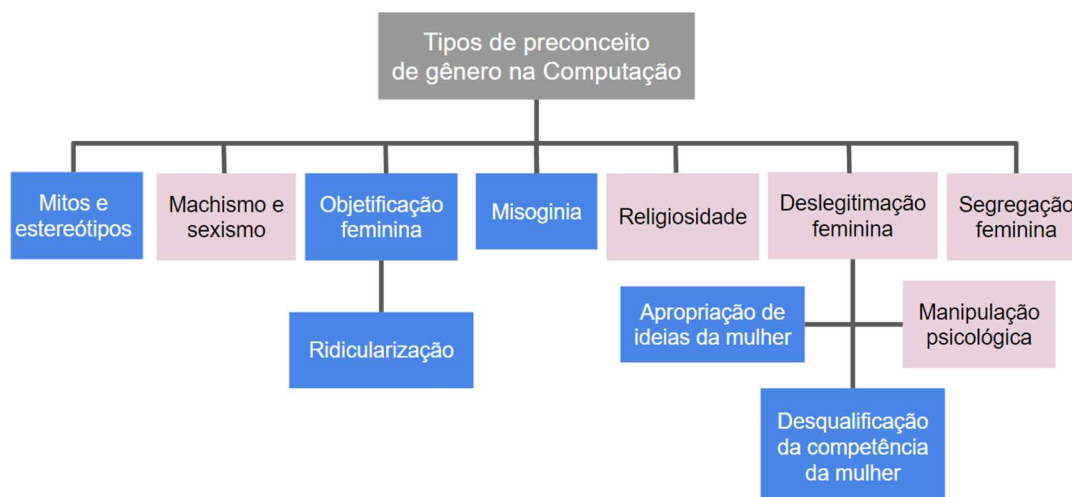 Tipos de preconceito
de gênero na Computação
Mitos e
estereótipos
Machismo e
sexismo
Objetificação
feminina
Misoginia
Religiosidade
Deslegitimação
feminina
Segregação
feminina
Ridicularização
Apropriação de
ideias da mulher
Manipulação
psicológica
Desqualificação
da competência
da mulher